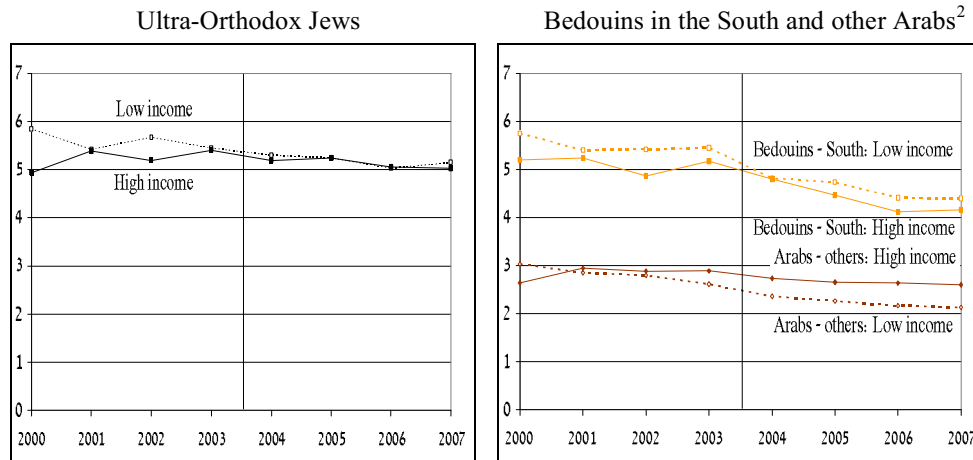 Ultra-Orthodox Jews
7
6
5
4
3
2
1
0
Low income
High income
2000 2001 2002 2003 2004 2005 2006 2007
Bedouins in the South and other Arabs²
7
6
5
4
3
2
1
0
Bedouins - South: Low income
Bedouins - South: High income
Arabs - others: High income
Arabs - others: Low income
2000 2001 2002 2003 2004 2005 2006 2007